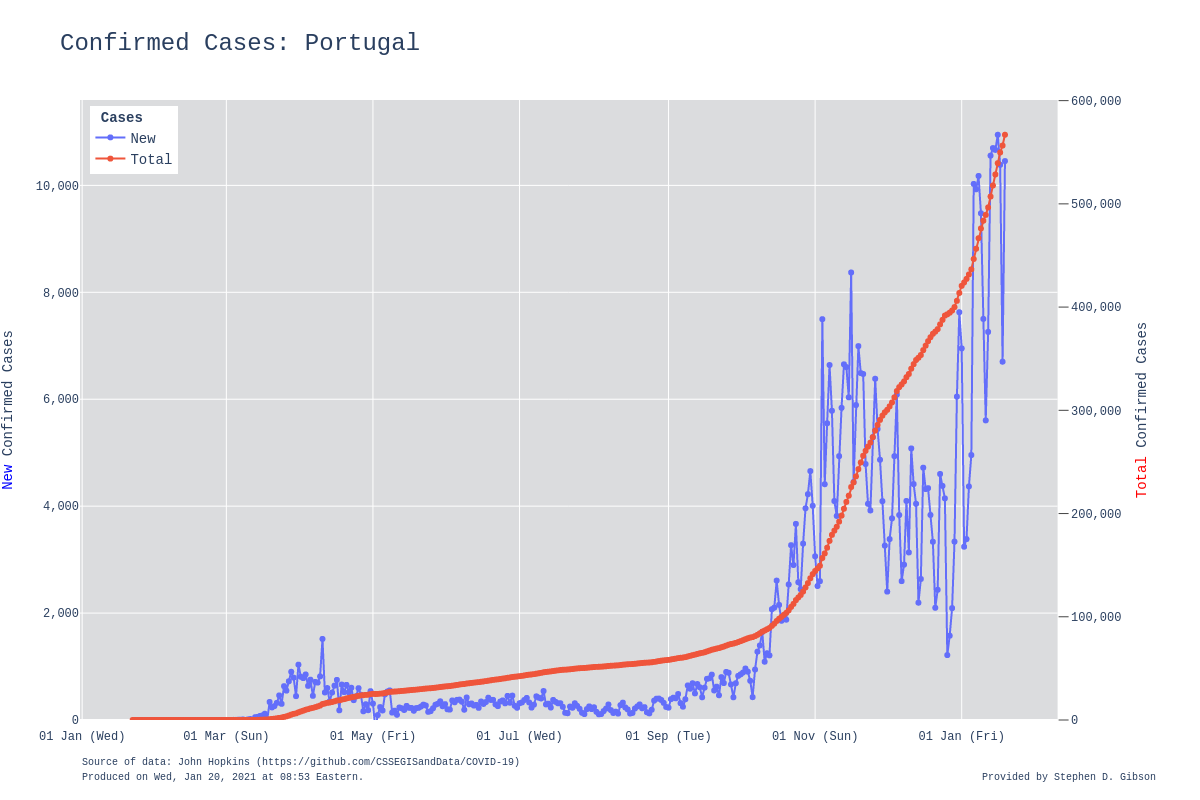 Confirmed Cases: Portugal
Cases
New
Total
600,000
500,000
400,000
300,000
200,000
100,000
0
10,000
8,000
6,000
4,000
2,000
0
New Confirmed Cases
Total Confirmed Cases
01 Jan (Wed) 01 Mar (Sun) 01 May (Fri) 01 Jul (Wed) 01 Sep (Tue) 01 Nov (Sun) 01 Jan (Fri)
Source of data: John Hopkins (https://github.com/CSSEGISandData/COVID-19)
Produced on Wed, Jan 20, 2021 at 08:53 Eastern.
Provided by Stephen D. Gibson